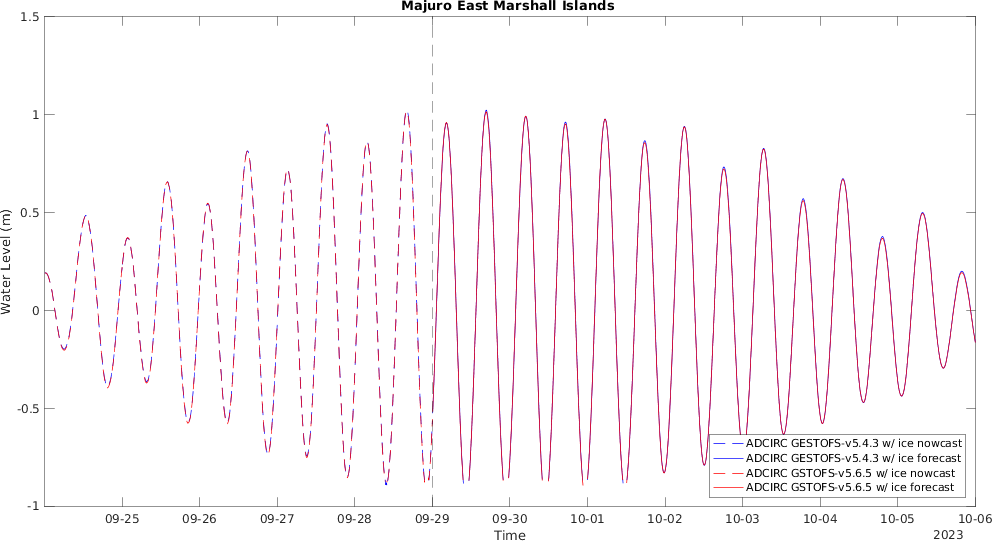 Majuro East Marshall Islands
1.5
1
0.5
0
-0.5
-1
Water Level (m)
ADCIRC GESTOFS-v5.4.3 w/ ice nowcast
ADCIRC GESTOFS-v5.4.3 w/ ice forecast
ADCIRC GSTOFS-v5.6.5 w/ ice nowcast
ADCIRC GSTOFS-v5.6.5 w/ ice forecast
09-25 09-26 09-27 09-28 09-29 09-30 10-01 10-02 10-03 10-04 10-05 10-06
Time
2023